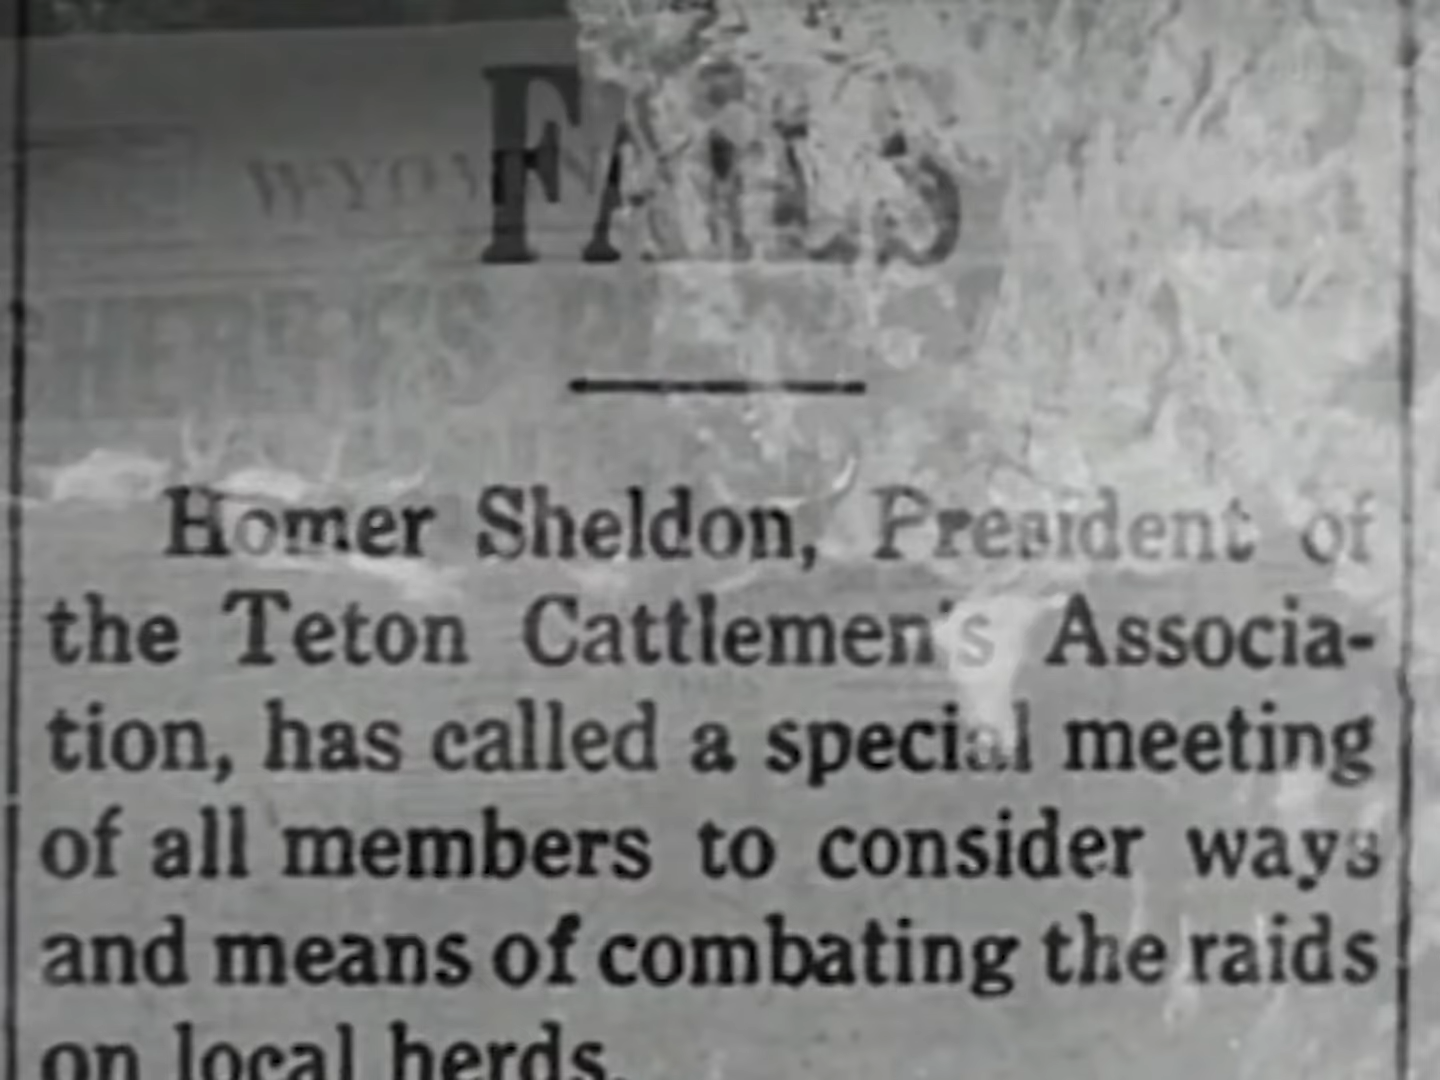 FAILS
Homer Sheldon, President of
the Teton Cattlemen's Associa-
tion, has called a special meeting
of all members to consider ways
and means of combating the raids
on local herds.